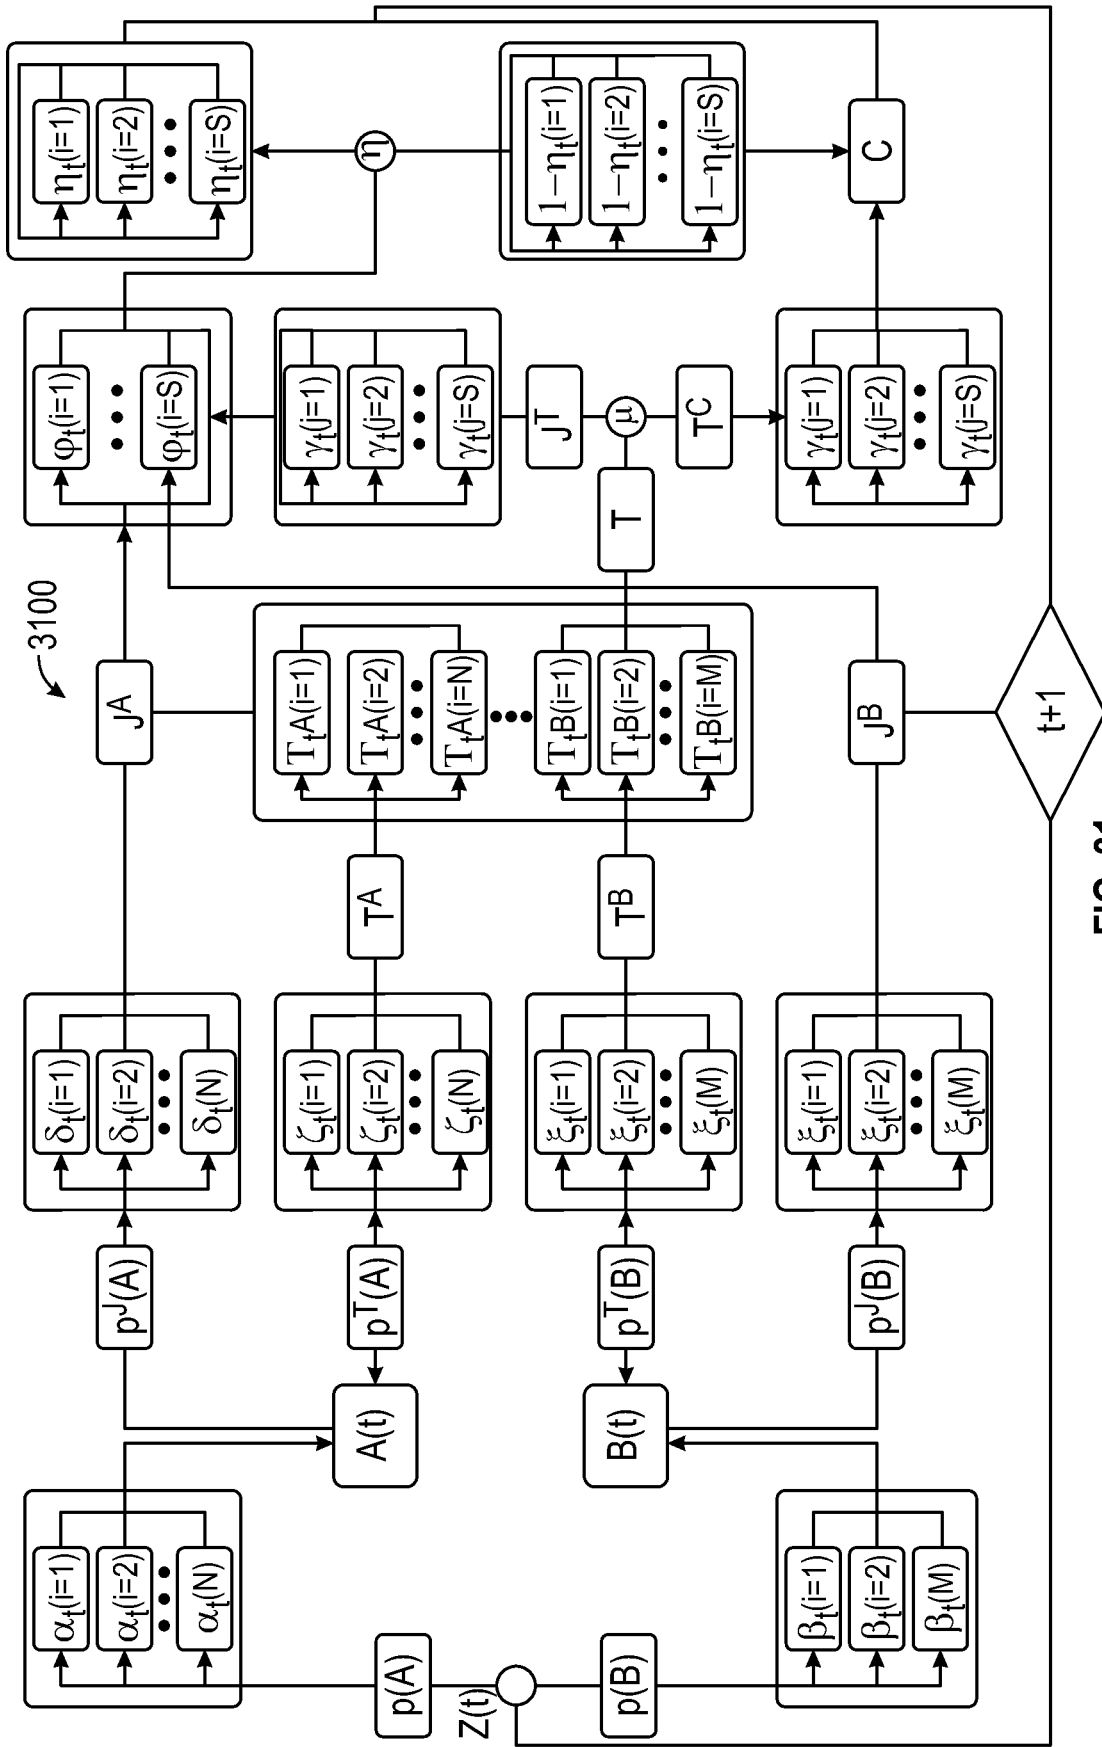 3100
α_t(i=1)
α_t(i=2)
α_t(N)
p(A)
Z(t)
p(B)
β_t(i=1)
β_t(i=2)
β_t(M)
A(t)
B(t)
p^J(A)
p^T(A)
p^T(B)
p^J(B)
δ_t(i=1)
δ_t(i=2)
δ_t(N)
ζ_t(i=1)
ζ_t(i=2)
ζ_t(N)
ξ_t(i=1)
ξ_t(i=2)
ξ_t(M)
ξ_t(i=1)
ξ_t(i=2)
ξ_t(M)
T^A
T^B
J^A
T_tA(i=1)
T_tA(i=2)
T_tA(i=N)
T_tB(i=1)
T_tB(i=2)
T_tB(i=M)
J^B
t+1
T
φ_t(i=1)
φ_t(i=S)
γ_t(j=1)
γ_t(j=2)
γ_t(j=S)
J^T
μ
T^C
γ_t(j=1)
γ_t(j=2)
γ_t(j=S)
η_t(i=1)
η_t(i=2)
η_t(i=S)
η
1−η_t(i=1)
1−η_t(i=2)
1−η_t(i=S)
C
FIG.